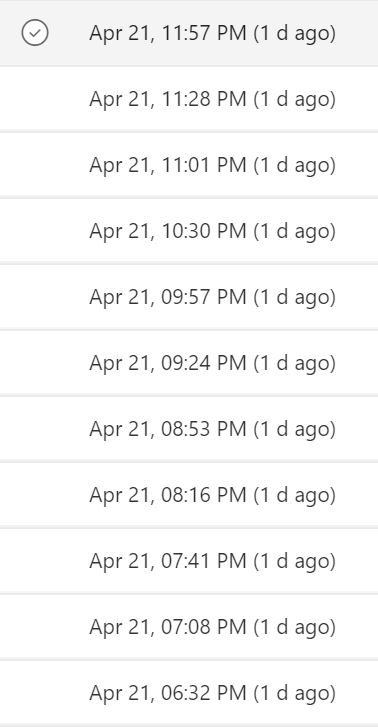 Apr 21, 11:57 PM (1 d ago)
Apr 21, 11:28 PM (1 d ago)
Apr 21, 11:01 PM (1 d ago)
Apr 21, 10:30 PM (1 d ago)
Apr 21, 09:57 PM (1 d ago)
Apr 21, 09:24 PM (1 d ago)
Apr 21, 08:53 PM (1 d ago)
Apr 21, 08:16 PM (1 d ago)
Apr 21, 07:41 PM (1 d ago)
Apr 21, 07:08 PM (1 d ago)
Apr 21, 06:32 PM (1 d ago)